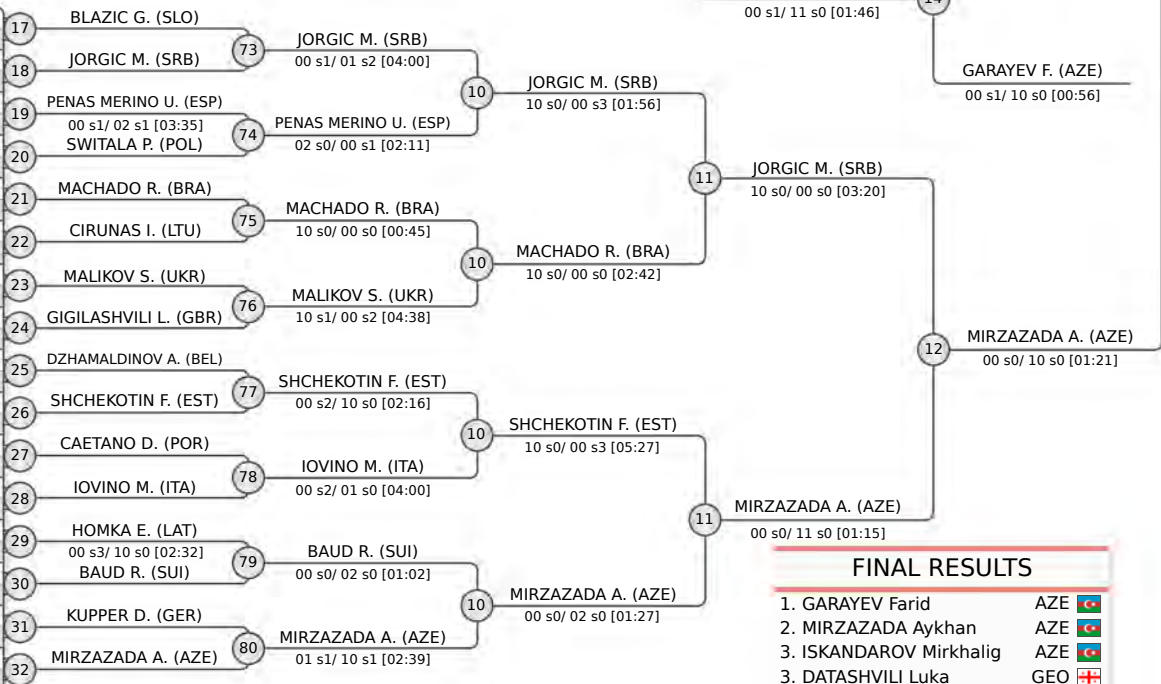 17
BLAZIC G. (SLO)
18
JORGIC M. (SRB)
19
PENAS MERINO U. (ESP)
00 s1/ 02 s1 [03:35]
20
SWITALA P. (POL)
21
MACHADO R. (BRA)
22
CIRUNAS I. (LTU)
23
MALIKOV S. (UKR)
24
GIGILASHVILI L. (GBR)
25
DZHAMALDINOV A. (BEL)
26
SHCHEKOTIN F. (EST)
27
CAETANO D. (POR)
28
IOVINO M. (ITA)
29
HOMKA E. (LAT)
00 s3/ 10 s0 [02:32]
30
BAUD R. (SUI)
31
KUPPER D. (GER)
32
MIRZAZADA A. (AZE)
73
JORGIC M. (SRB)
00 s1/ 01 s2 [04:00]
74
PENAS MERINO U. (ESP)
02 s0/ 00 s1 [02:11]
75
MACHADO R. (BRA)
10 s0/ 00 s0 [00:45]
76
MALIKOV S. (UKR)
10 s1/ 00 s2 [04:38]
77
SHCHEKOTIN F. (EST)
00 s2/ 10 s0 [02:16]
78
IOVINO M. (ITA)
00 s2/ 01 s0 [04:00]
79
BAUD R. (SUI)
00 s0/ 02 s0 [01:02]
80
MIRZAZADA A. (AZE)
01 s1/ 10 s1 [02:39]
10
JORGIC M. (SRB)
10 s0/ 00 s3 [01:56]
10
MACHADO R. (BRA)
10 s0/ 00 s0 [02:42]
10
SHCHEKOTIN F. (EST)
10 s0/ 00 s3 [05:27]
10
MIRZAZADA A. (AZE)
00 s0/ 02 s0 [01:27]
11
JORGIC M. (SRB)
10 s0/ 00 s0 [03:20]
11
MIRZAZADA A. (AZE)
00 s0/ 11 s0 [01:15]
00 s1/ 11 s0 [01:46]
GARAYEV F. (AZE)
00 s1/ 10 s0 [00:56]
12
MIRZAZADA A. (AZE)
00 s0/ 10 s0 [01:21]
FINAL RESULTS
1. GARAYEV Farid AZE
2. MIRZAZADA Aykhan AZE
3. ISKANDAROV Mirkhalig AZE
3. DATASHVILI Luka GEO